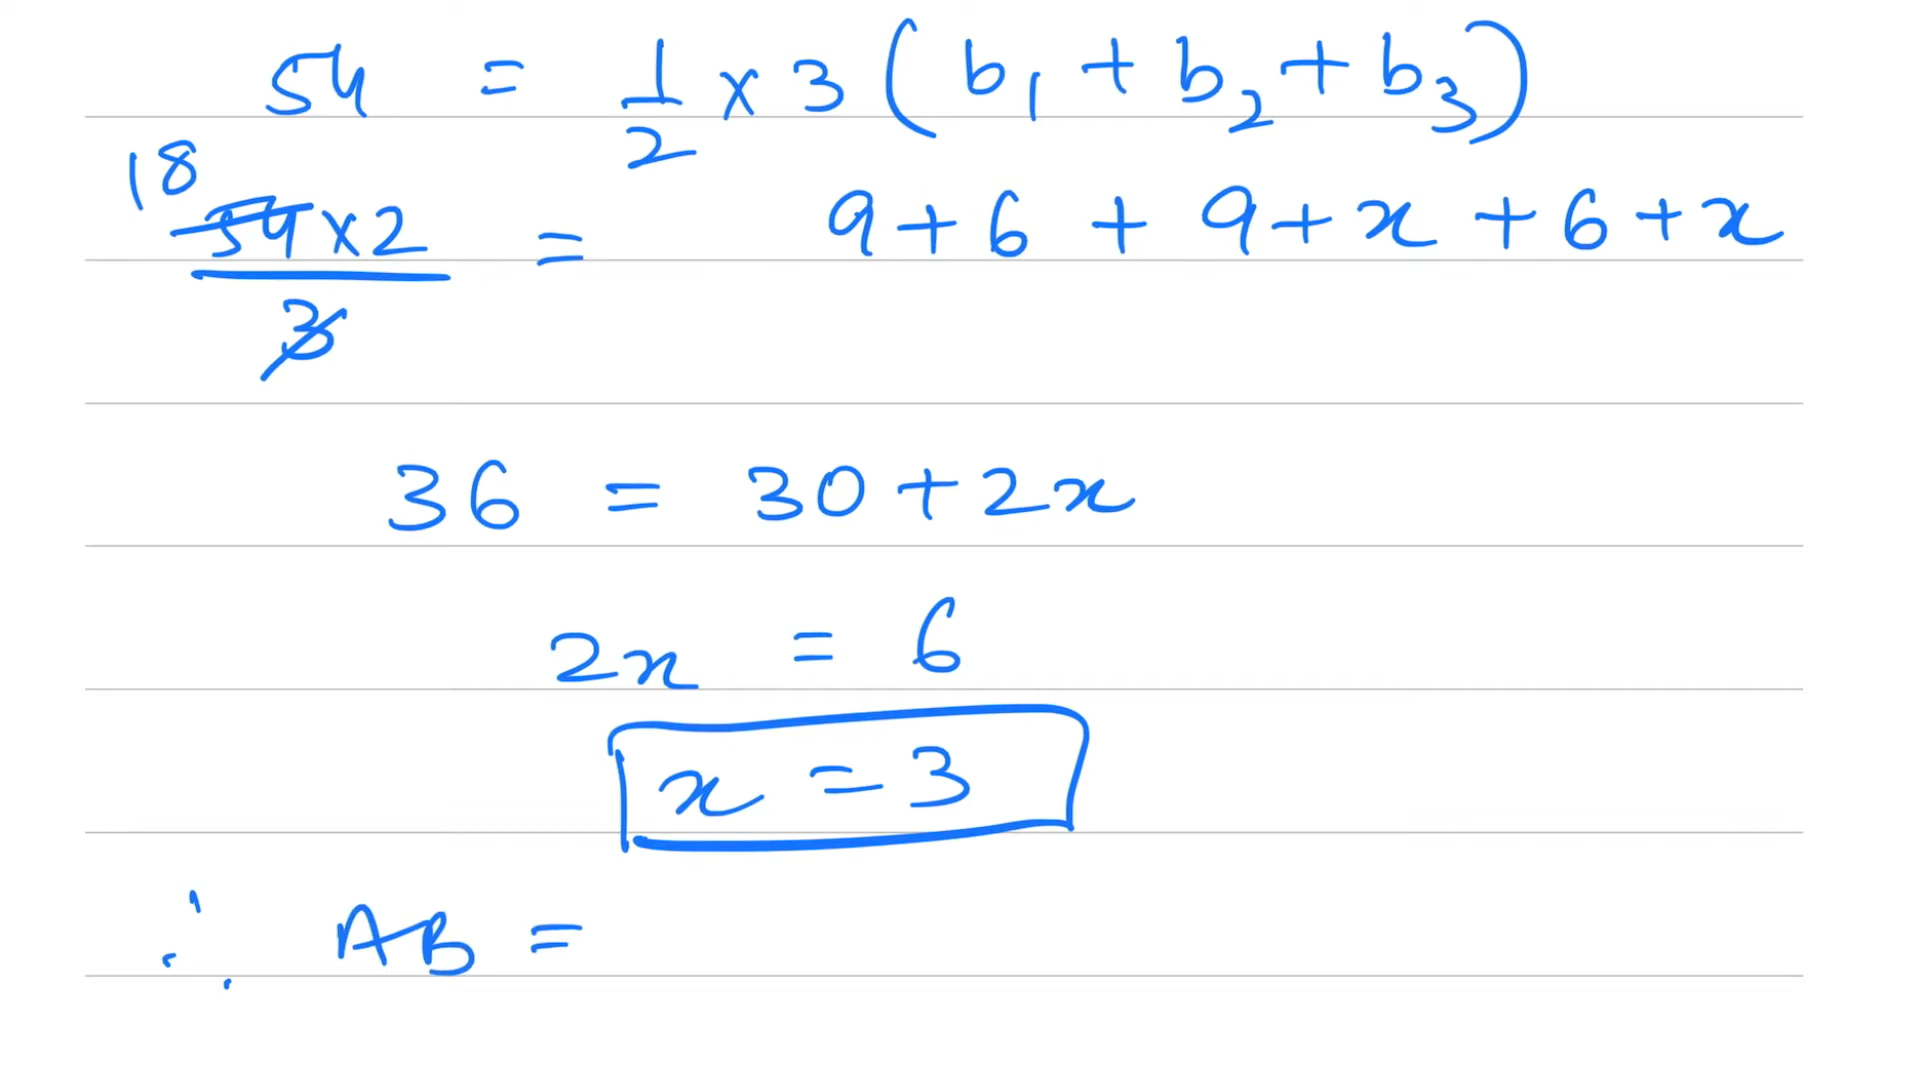 54 = 1/2 × 3 (b₁ + b₂ + b₃)
18
54 × 2 / 3 = 9 + 6 + 9 + x + 6 + x
36 = 30 + 2x
2x = 6
x = 3
∴ AB =